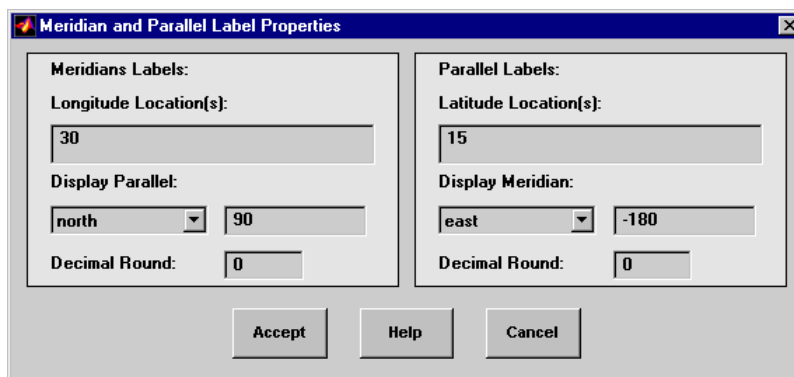 Meridian and Parallel Label Properties
Meridians Labels:
Longitude Location(s):
30
Display Parallel:
north 90
Decimal Round: 0
Parallel Labels:
Latitude Location(s):
15
Display Meridian:
east -180
Decimal Round: 0
Accept Help Cancel